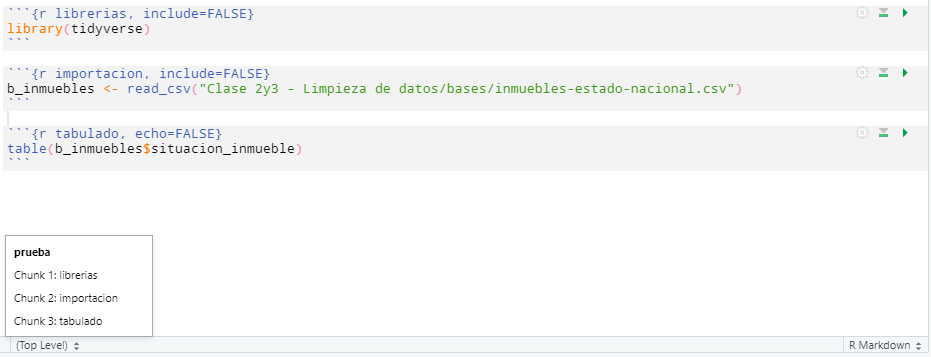 ```{r librerias, include=FALSE}
library(tidyverse)
```
```{r importacion, include=FALSE}
b_inmuebles <- read_csv("Clase 2y3 - Limpieza de datos/bases/inmuebles-estado-nacional.csv")
```
```{r tabulado, echo=FALSE}
table(b_inmuebles$situacion_inmueble)
```
prueba
Chunk 1: librerias
Chunk 2: importacion
Chunk 3: tabulado
(Top Level)
R Markdown